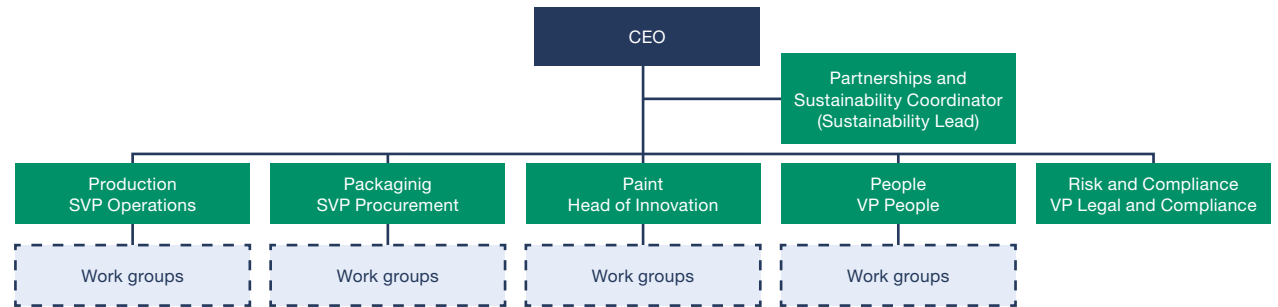 CEO
Partnerships and
Sustainability Coordinator
(Sustainability Lead)
Production
SVP Operations
Packaginig
SVP Procurement
Paint
Head of Innovation
People
VP People
Risk and Compliance
VP Legal and Compliance
Work groups
Work groups
Work groups
Work groups